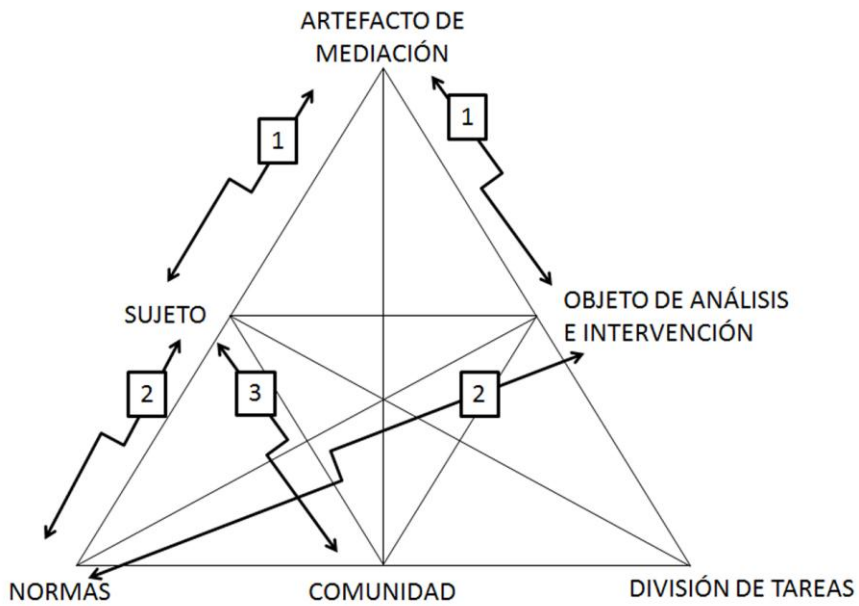 ARTEFACTO DE
MEDIACIÓN
1
1
SUJETO
OBJETO DE ANÁLISIS
E INTERVENCIÓN
2
3
2
NORMAS
COMUNIDAD
DIVISIÓN DE TAREAS